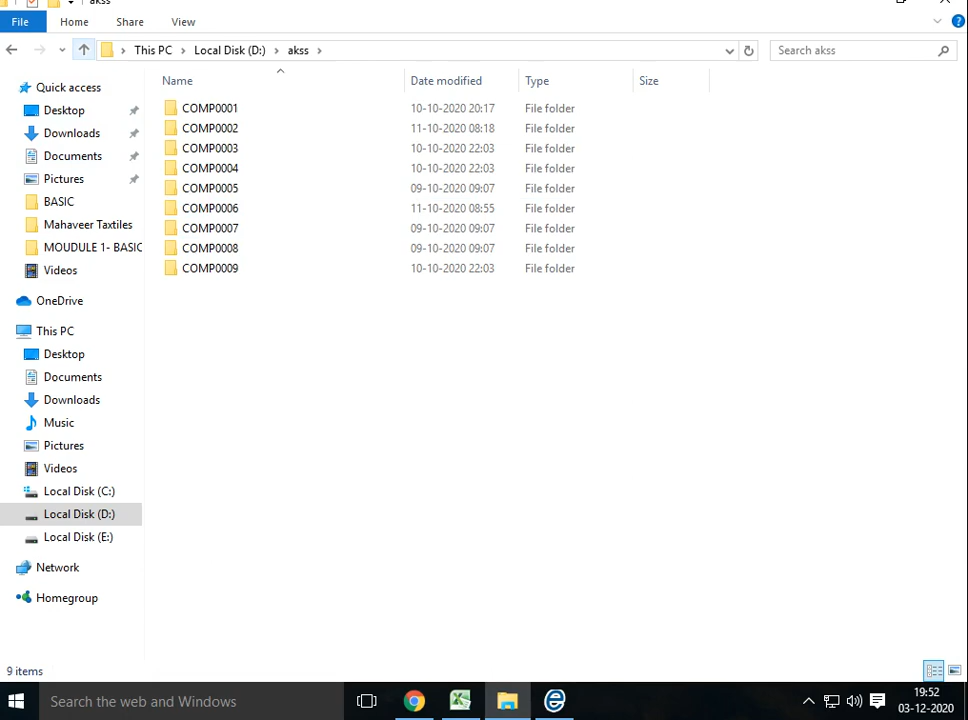 akss
File Home Share View
This PC Local Disk (D:) akss
Search akss
Name Date modified Type Size
COMP0001 10-10-2020 20:17 File folder
COMP0002 11-10-2020 08:18 File folder
COMP0003 10-10-2020 22:03 File folder
COMP0004 10-10-2020 22:03 File folder
COMP0005 09-10-2020 09:07 File folder
COMP0006 11-10-2020 08:55 File folder
COMP0007 09-10-2020 09:07 File folder
COMP0008 09-10-2020 09:07 File folder
COMP0009 10-10-2020 22:03 File folder
Quick access
Desktop
Downloads
Documents
Pictures
BASIC
Mahaveer Taxtiles
MOUDULE 1- BASIC
Videos
OneDrive
This PC
Desktop
Documents
Downloads
Music
Pictures
Videos
Local Disk (C:)
Local Disk (D:)
Local Disk (E:)
Network
Homegroup
9 items
Search the web and Windows
19:52
03-12-2020